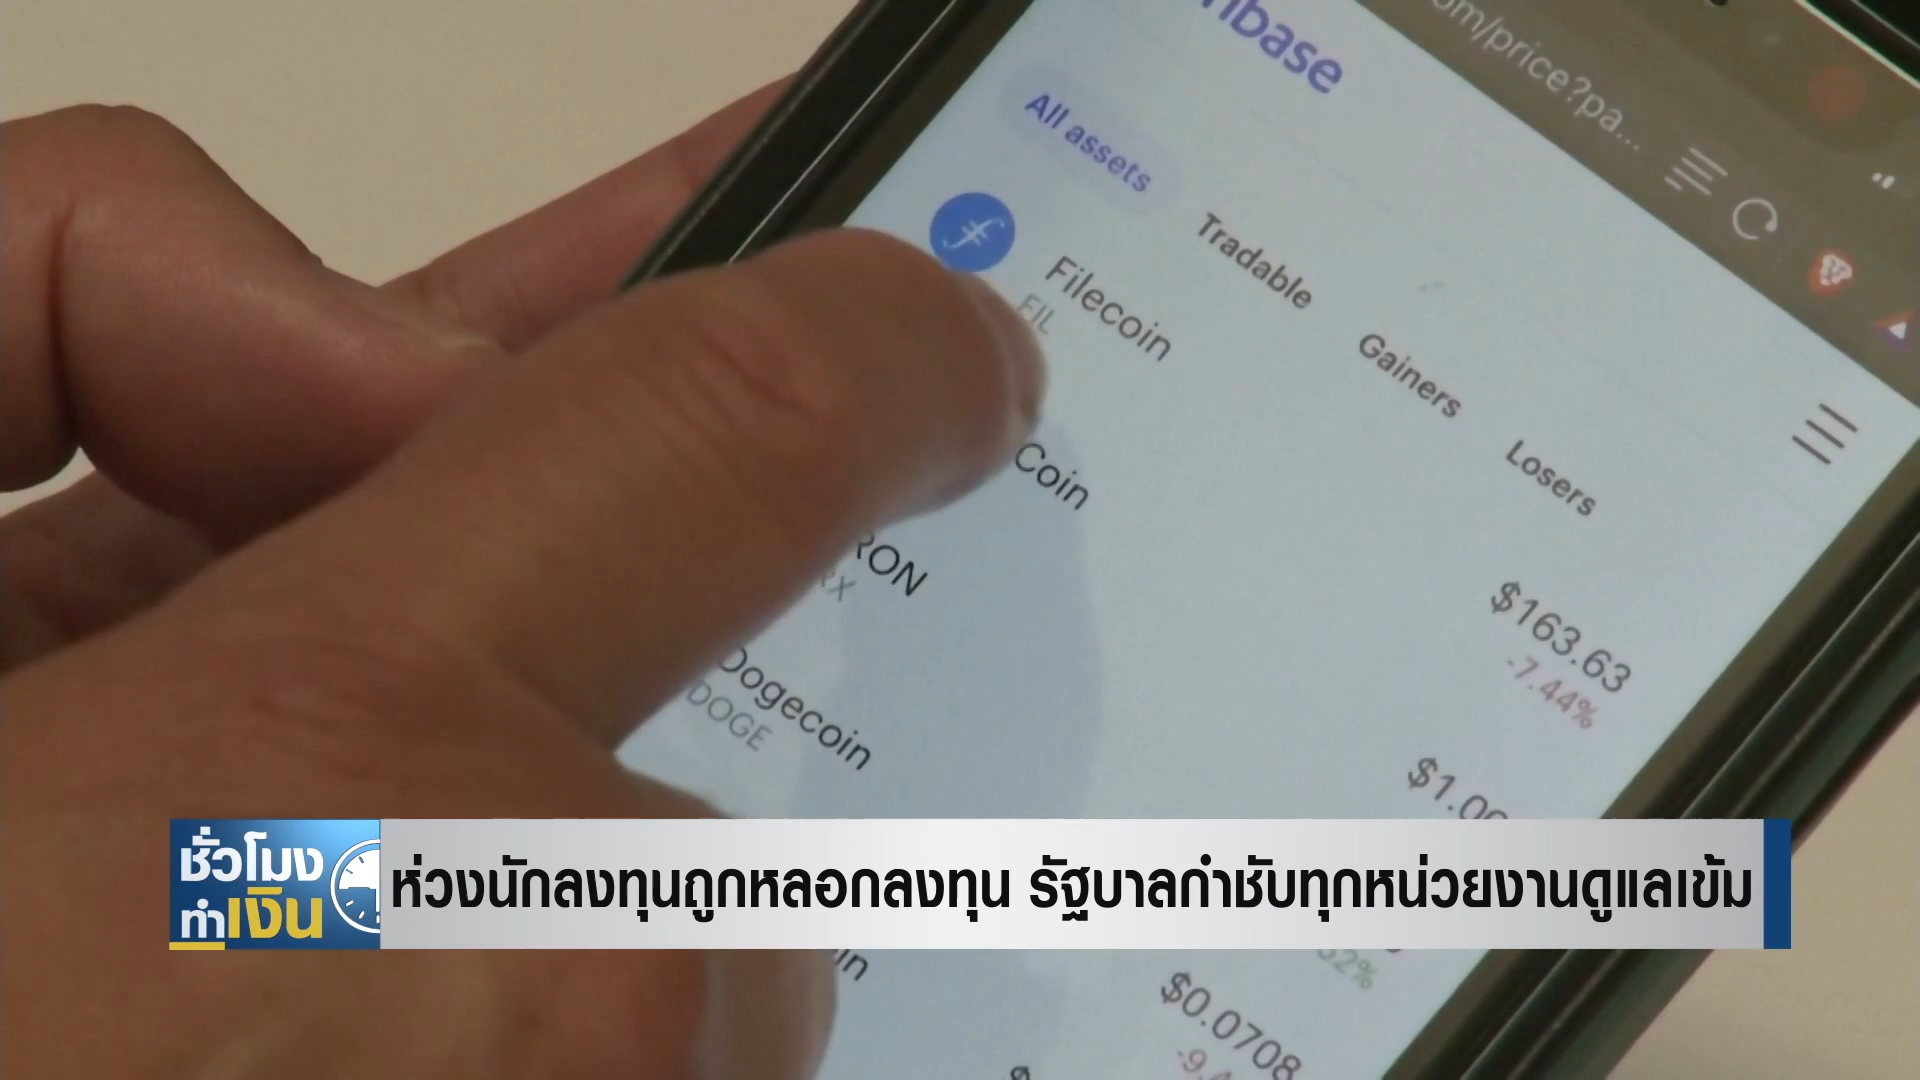 om/price?pa...
nbase
All assets
Tradable
Gainers
Losers
Filecoin
FIL
$163.63
-7.44%
Coin
RON
RX
Dogecoin
DOGE
ชั่วโมง
ทำเงิน
ห่วงนักลงทุนถูกหลอกลงทุน รัฐบาลกำชับทุกหน่วยงานดูแลเข้ม
$0.0708